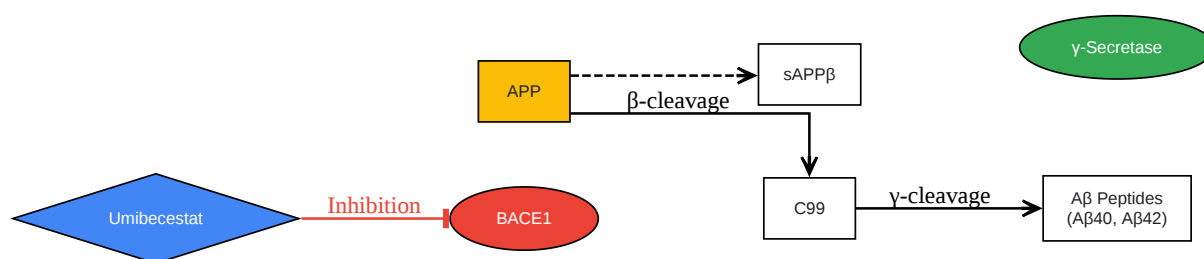 γ-Secretase
sAPPβ
APP
β-cleavage
Umibecestat
Inhibition
BACE1
C99
γ-cleavage
Aβ Peptides
(Aβ40, Aβ42)